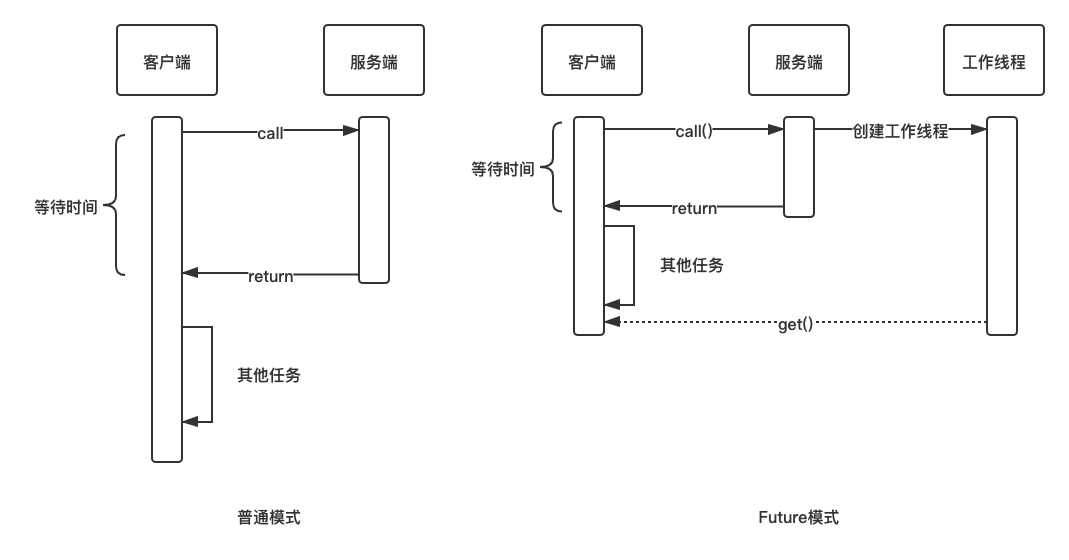 客户端
服务端
call
等待时间
return
其他任务
普通模式
客户端
服务端
工作线程
call()
创建工作线程
等待时间
return
其他任务
get()
Future模式